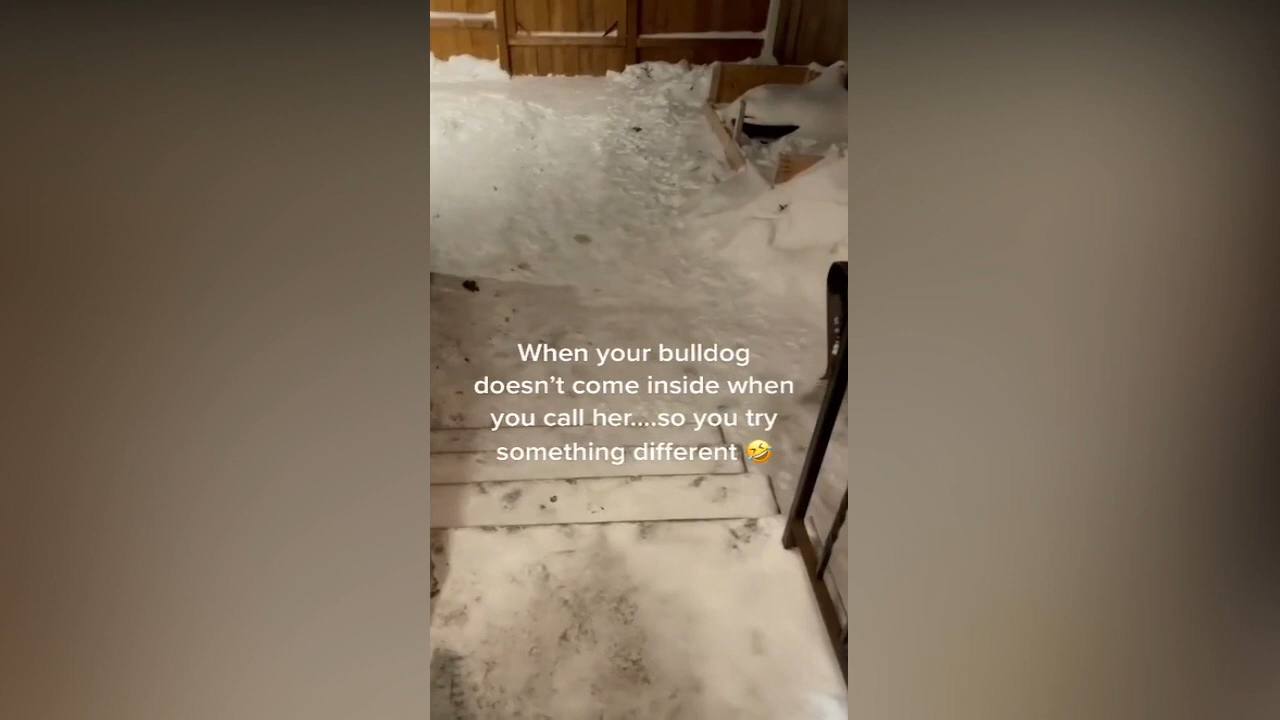 When your bulldog
doesn’t come inside when
you call her....so you try
something different 🤣